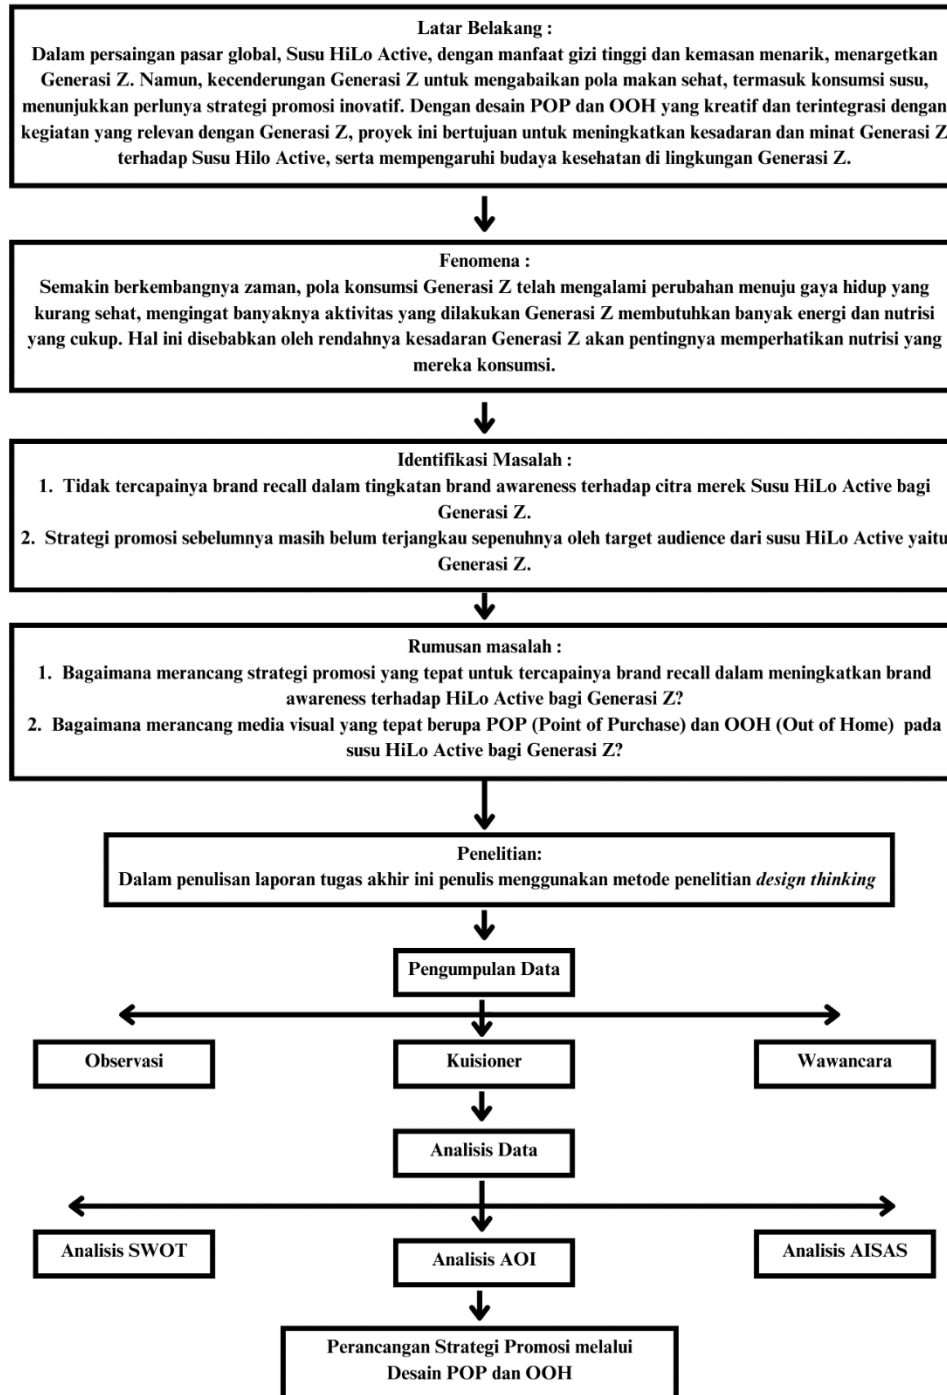 Latar Belakang :
Dalam persaingan pasar global, Susu HiLo Active, dengan manfaat gizi tinggi dan kemasan menarik, menargetkan
Generasi Z. Namun, kecenderungan Generasi Z untuk mengabaikan pola makan sehat, termasuk konsumsi susu,
menunjukkan perlunya strategi promosi inovatif. Dengan desain POP dan OOH yang kreatif dan terintegrasi dengan
kegiatan yang relevan dengan Generasi Z, proyek ini bertujuan untuk meningkatkan kesadaran dan minat Generasi Z
terhadap Susu Hilo Active, serta mempengaruhi budaya kesehatan di lingkungan Generasi Z.
Fenomena :
Semakin berkembangnya zaman, pola konsumsi Generasi Z telah mengalami perubahan menuju gaya hidup yang
kurang sehat, mengingat banyaknya aktivitas yang dilakukan Generasi Z membutuhkan banyak energi dan nutrisi
yang cukup. Hal ini disebabkan oleh rendahnya kesadaran Generasi Z akan pentingnya memperhatikan nutrisi yang
mereka konsumsi.
Identifikasi Masalah :
1. Tidak tercapainya brand recall dalam tingkatan brand awareness terhadap citra merek Susu HiLo Active bagi
Generasi Z.
2. Strategi promosi sebelumnya masih belum terjangkau sepenuhnya oleh target audience dari susu HiLo Active yaitu
Generasi Z.
Rumusan masalah :
1. Bagaimana merancang strategi promosi yang tepat untuk tercapainya brand recall dalam meningkatkan brand
awareness terhadap HiLo Active bagi Generasi Z?
2. Bagaimana merancang media visual yang tepat berupa POP (Point of Purchase) dan OOH (Out of Home) pada
susu HiLo Active bagi Generasi Z?
Penelitian:
Dalam penulisan laporan tugas akhir ini penulis menggunakan metode penelitian design thinking
Pengumpulan Data
Observasi
Kuisioner
Wawancara
Analisis Data
Analisis SWOT
Analisis AOI
Analisis AISAS
Perancangan Strategi Promosi melalui
Desain POP dan OOH